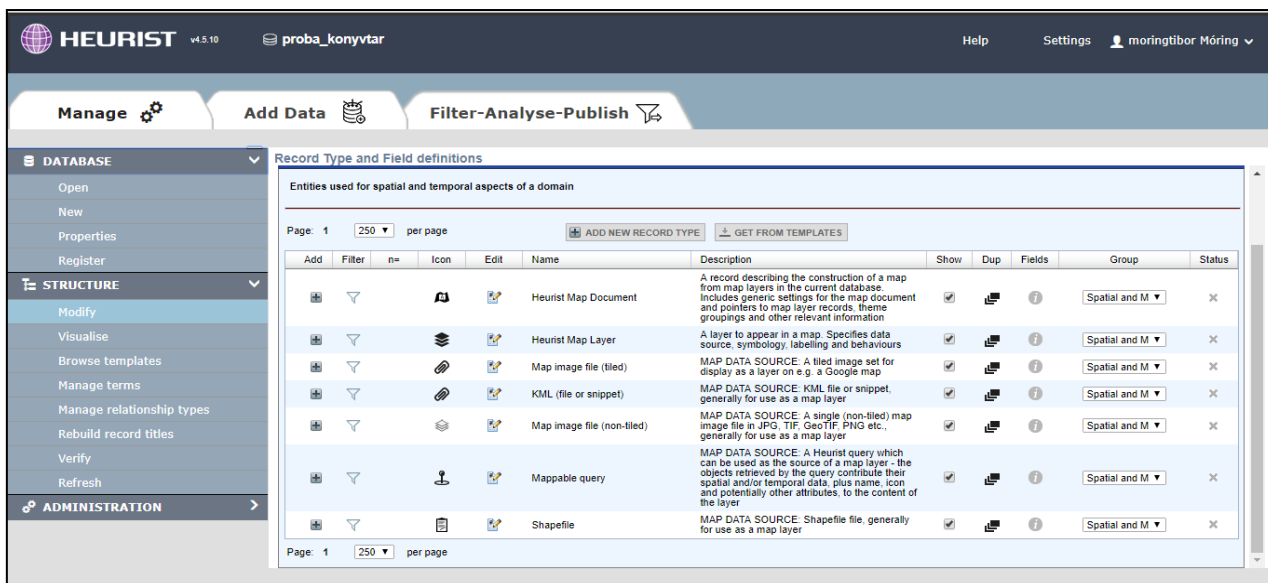 HEURIST v4.5.10 proba_konyvtar Help Settings moringtibor Móring
Manage Add Data Filter-Analyse-Publish
DATABASE
Open
New
Properties
Register
STRUCTURE
Modify
Visualise
Browse templates
Manage terms
Manage relationship types
Rebuild record titles
Verify
Refresh
ADMINISTRATION
Record Type and Field definitions
Entities used for spatial and temporal aspects of a domain
Page: 1 250 per page ADD NEW RECORD TYPE GET FROM TEMPLATES
Add Filter n= Icon Edit Name Description Show Dup Fields Group Status
Heurist Map Document
A record describing the construction of a map
from map layers in the current database.
Includes generic settings for the map document
and pointers to map layer records, theme
groupings and other relevant information
Spatial and M
Heurist Map Layer
A layer to appear in a map. Specifies data
source, symbology, labelling and behaviours
Spatial and M
Map image file (tiled)
MAP DATA SOURCE: A tiled image set for
display as a layer on e.g. a Google map
Spatial and M
KML (file or snippet)
MAP DATA SOURCE: KML file or snippet,
generally for use as a map layer
Spatial and M
Map image file (non-tiled)
MAP DATA SOURCE: A single (non-tiled) map
image file in JPG, TIF, GeoTIF, PNG etc.,
generally for use as a map layer
Spatial and M
Mappable query
MAP DATA SOURCE: A Heurist query which
can be used as the source of a map layer - the
objects retrieved by the query contribute their
spatial and/or temporal data, plus name, icon
and potentially other attributes, to the content of
the layer
Spatial and M
Shapefile
MAP DATA SOURCE: Shapefile file, generally
for use as a map layer
Spatial and M
Page: 1 250 per page